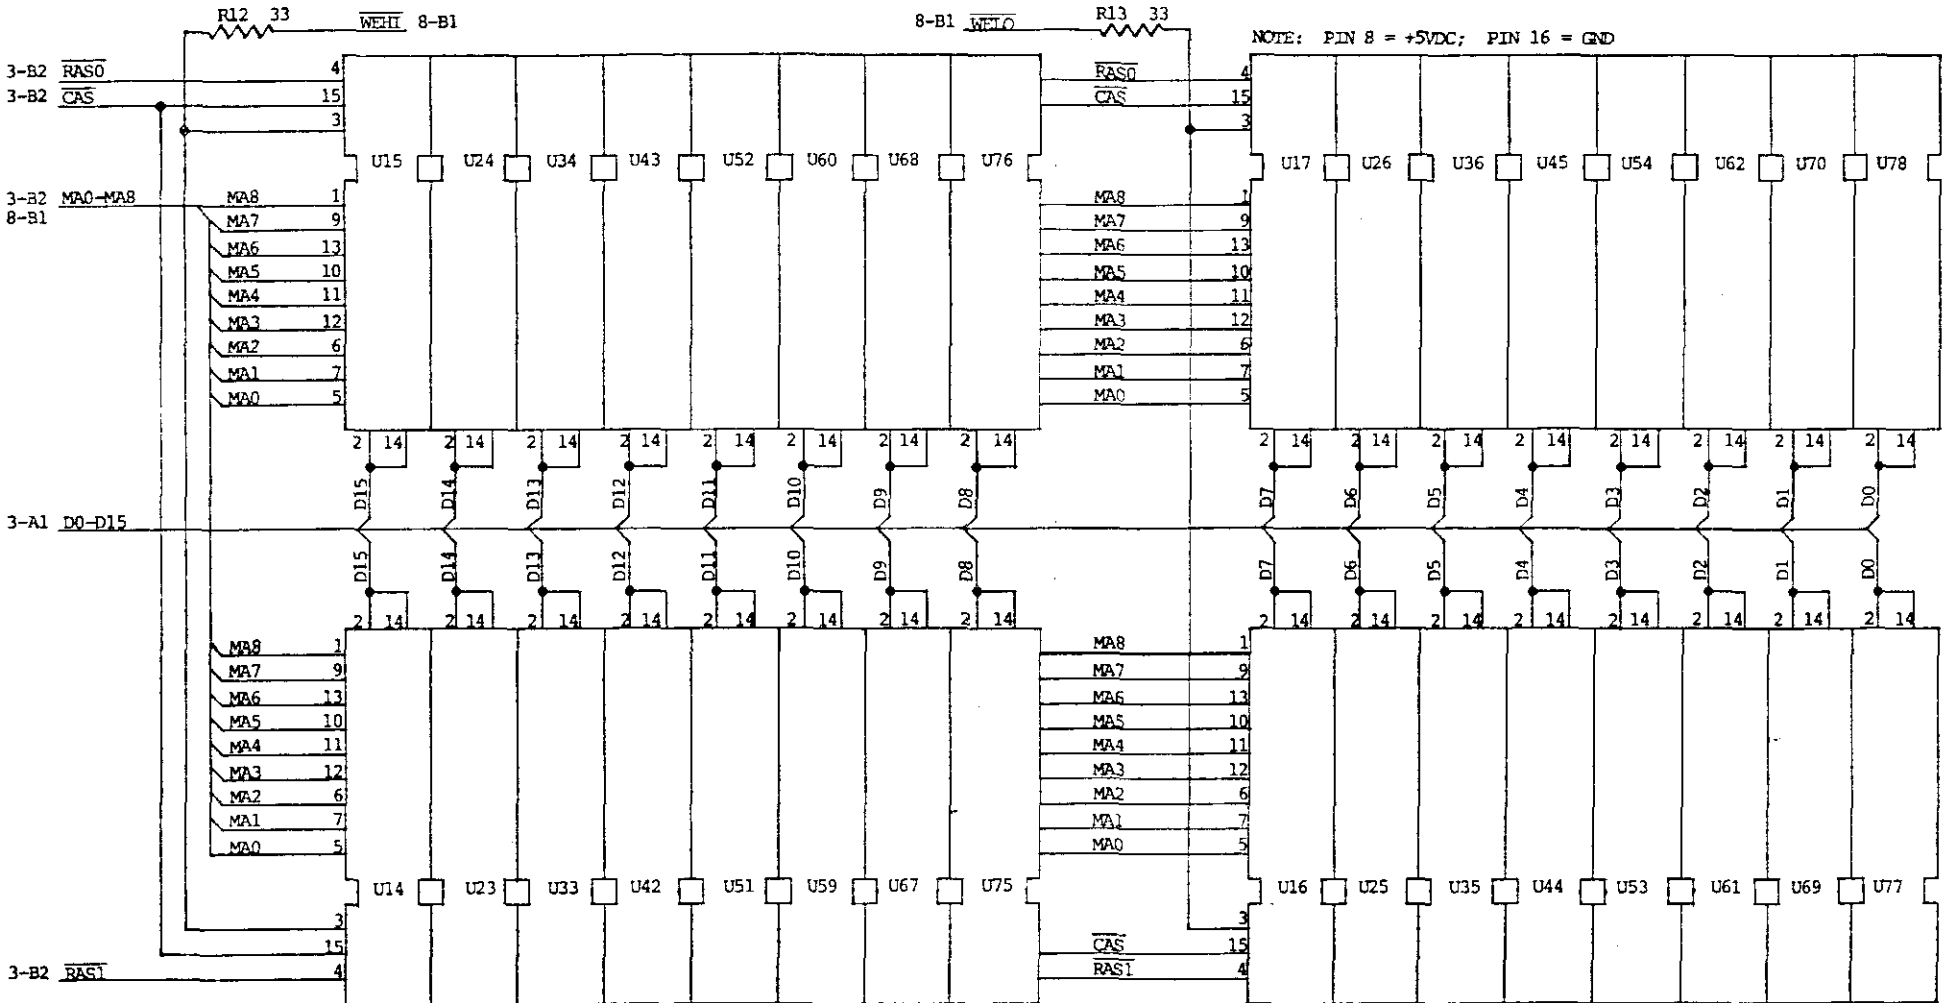 R12 33 WEHI 8-B1 8-B1 WELO R13 33
NOTE: PIN 8 = +5VDC; PIN 16 = GND
3-B2 RAS0 4 RAS0 4
3-B2 CAS 15 CAS 15
3 3
U15 U24 U34 U43 U52 U60 U68 U76 U17 U26 U36 U45 U54 U62 U70 U78
3-B2 MA0-MA8 MA8 1 MA8 1
8-B1 MA7 9 MA7 9
MA6 13 MA6 13
MA5 10 MA5 10
MA4 11 MA4 11
MA3 12 MA3 12
MA2 6 MA2 6
MA1 7 MA1 7
MA0 5 MA0 5
2 14 2 14 2 14 2 14 2 14 2 14 2 14 2 14 2 14 2 14 2 14 2 14 2 14 2 14 2 14 2 14
D15 D14 D13 D12 D11 D10 D9 D8 D7 D6 D5 D4 D3 D2 D1 D0
3-A1 D0-D15
D15 D14 D13 D12 D11 D10 D9 D8 D7 D6 D5 D4 D3 D2 D1 D0
2 14 2 14 2 14 2 14 2 14 2 14 2 14 2 14 2 14 2 14 2 14 2 14 2 14 2 14 2 14 2 14
MA8 1 MA8 1
MA7 9 MA7 9
MA6 13 MA6 13
MA5 10 MA5 10
MA4 11 MA4 11
MA3 12 MA3 12
MA2 6 MA2 6
MA1 7 MA1 7
MA0 5 MA0 5
U14 U23 U33 U42 U51 U59 U67 U75 U16 U25 U35 U44 U53 U61 U69 U77
3 3
15 CAS 15
3-B2 RAS1 4 RAS1 4